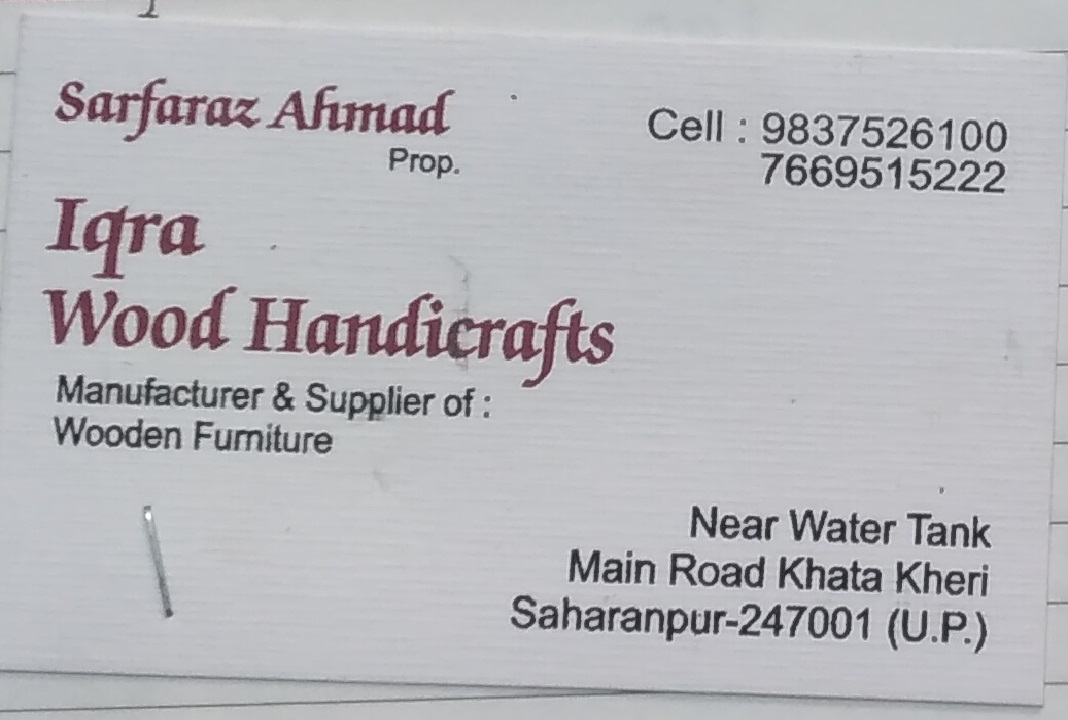 Sarfaraz Ahmad
Prop.
Cell : 9837526100
7669515222
Iqra
Wood Handicrafts
Manufacturer & Supplier of :
Wooden Furniture
Near Water Tank
Main Road Khata Kheri
Saharanpur-247001 (U.P.)